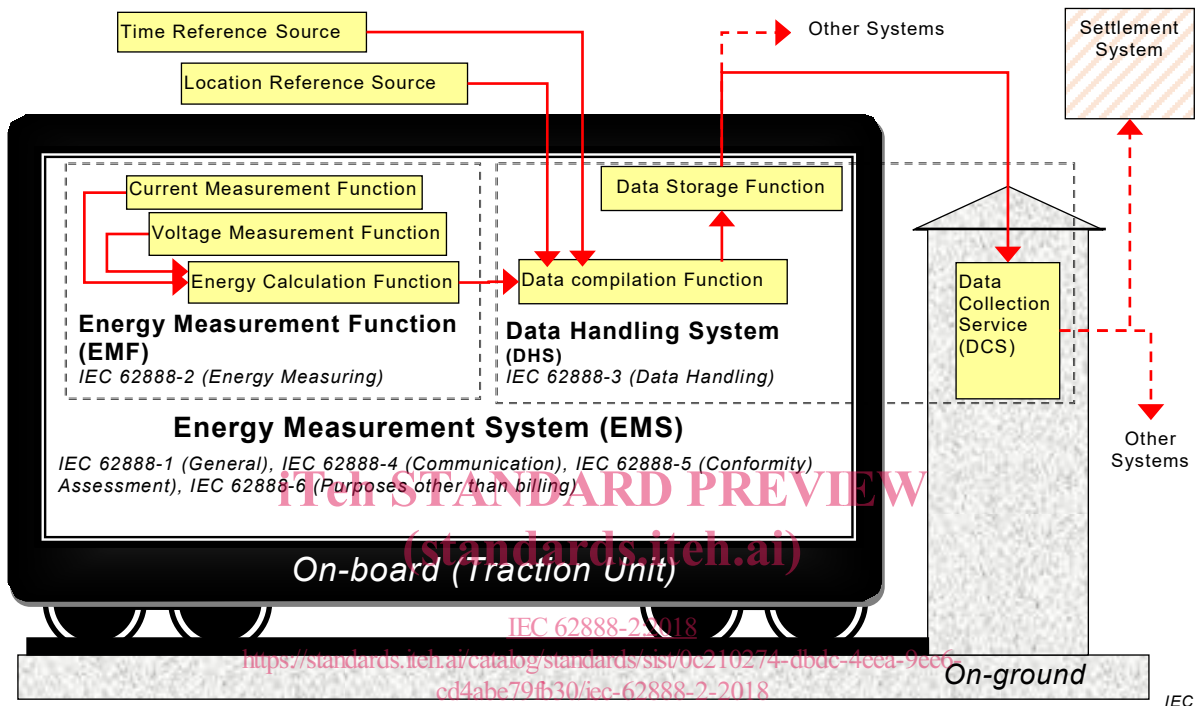 Time Reference Source
Other Systems
Settlement
System
Location Reference Source
Current Measurement Function
Voltage Measurement Function
Energy Calculation Function
Data Storage Function
Data compilation Function
Data
Collection
Service
(DCS)
Energy Measurement Function
(EMF)
IEC 62888-2 (Energy Measuring)
Data Handling System
(DHS)
IEC 62888-3 (Data Handling)
Energy Measurement System (EMS)
IEC 62888-1 (General), IEC 62888-4 (Communication), IEC 62888-5 (Conformity)
Assessment), IEC 62888-6 (Purposes other than billing)
Other
Systems
iTeh STANDARD PREVIEW
(standards.iteh.ai)
On-board (Traction Unit)
IEC 62888-2:2018
https://standards.iteh.ai/catalog/standards/sist/0c210274-dbdc-4eea-9ee6-
cd4abe79fb30/iec-62888-2-2018
On-ground
IEC